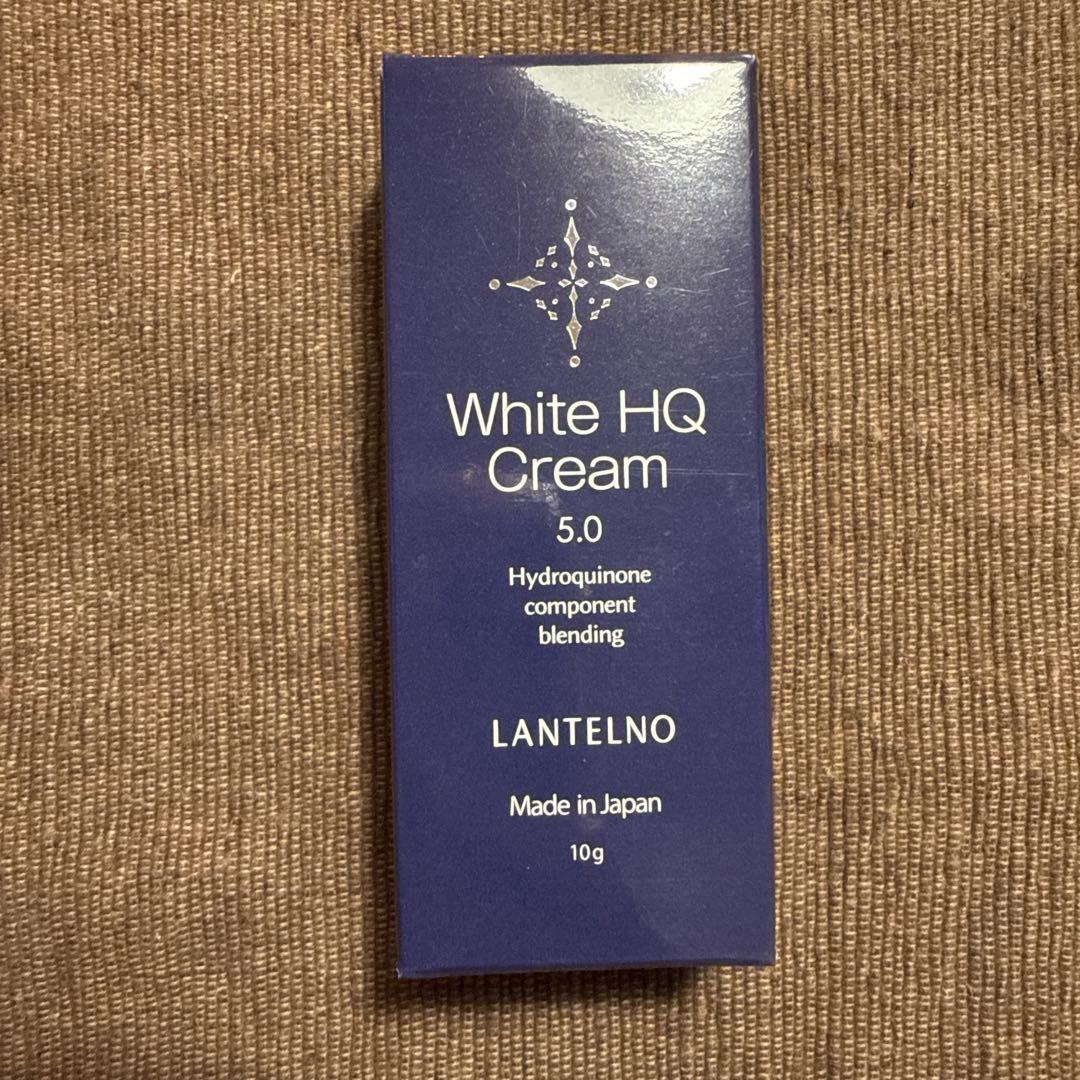 White HQ
Cream
5.0
Hydroquinone
component
blending
LANTELNO
Made in Japan
10g